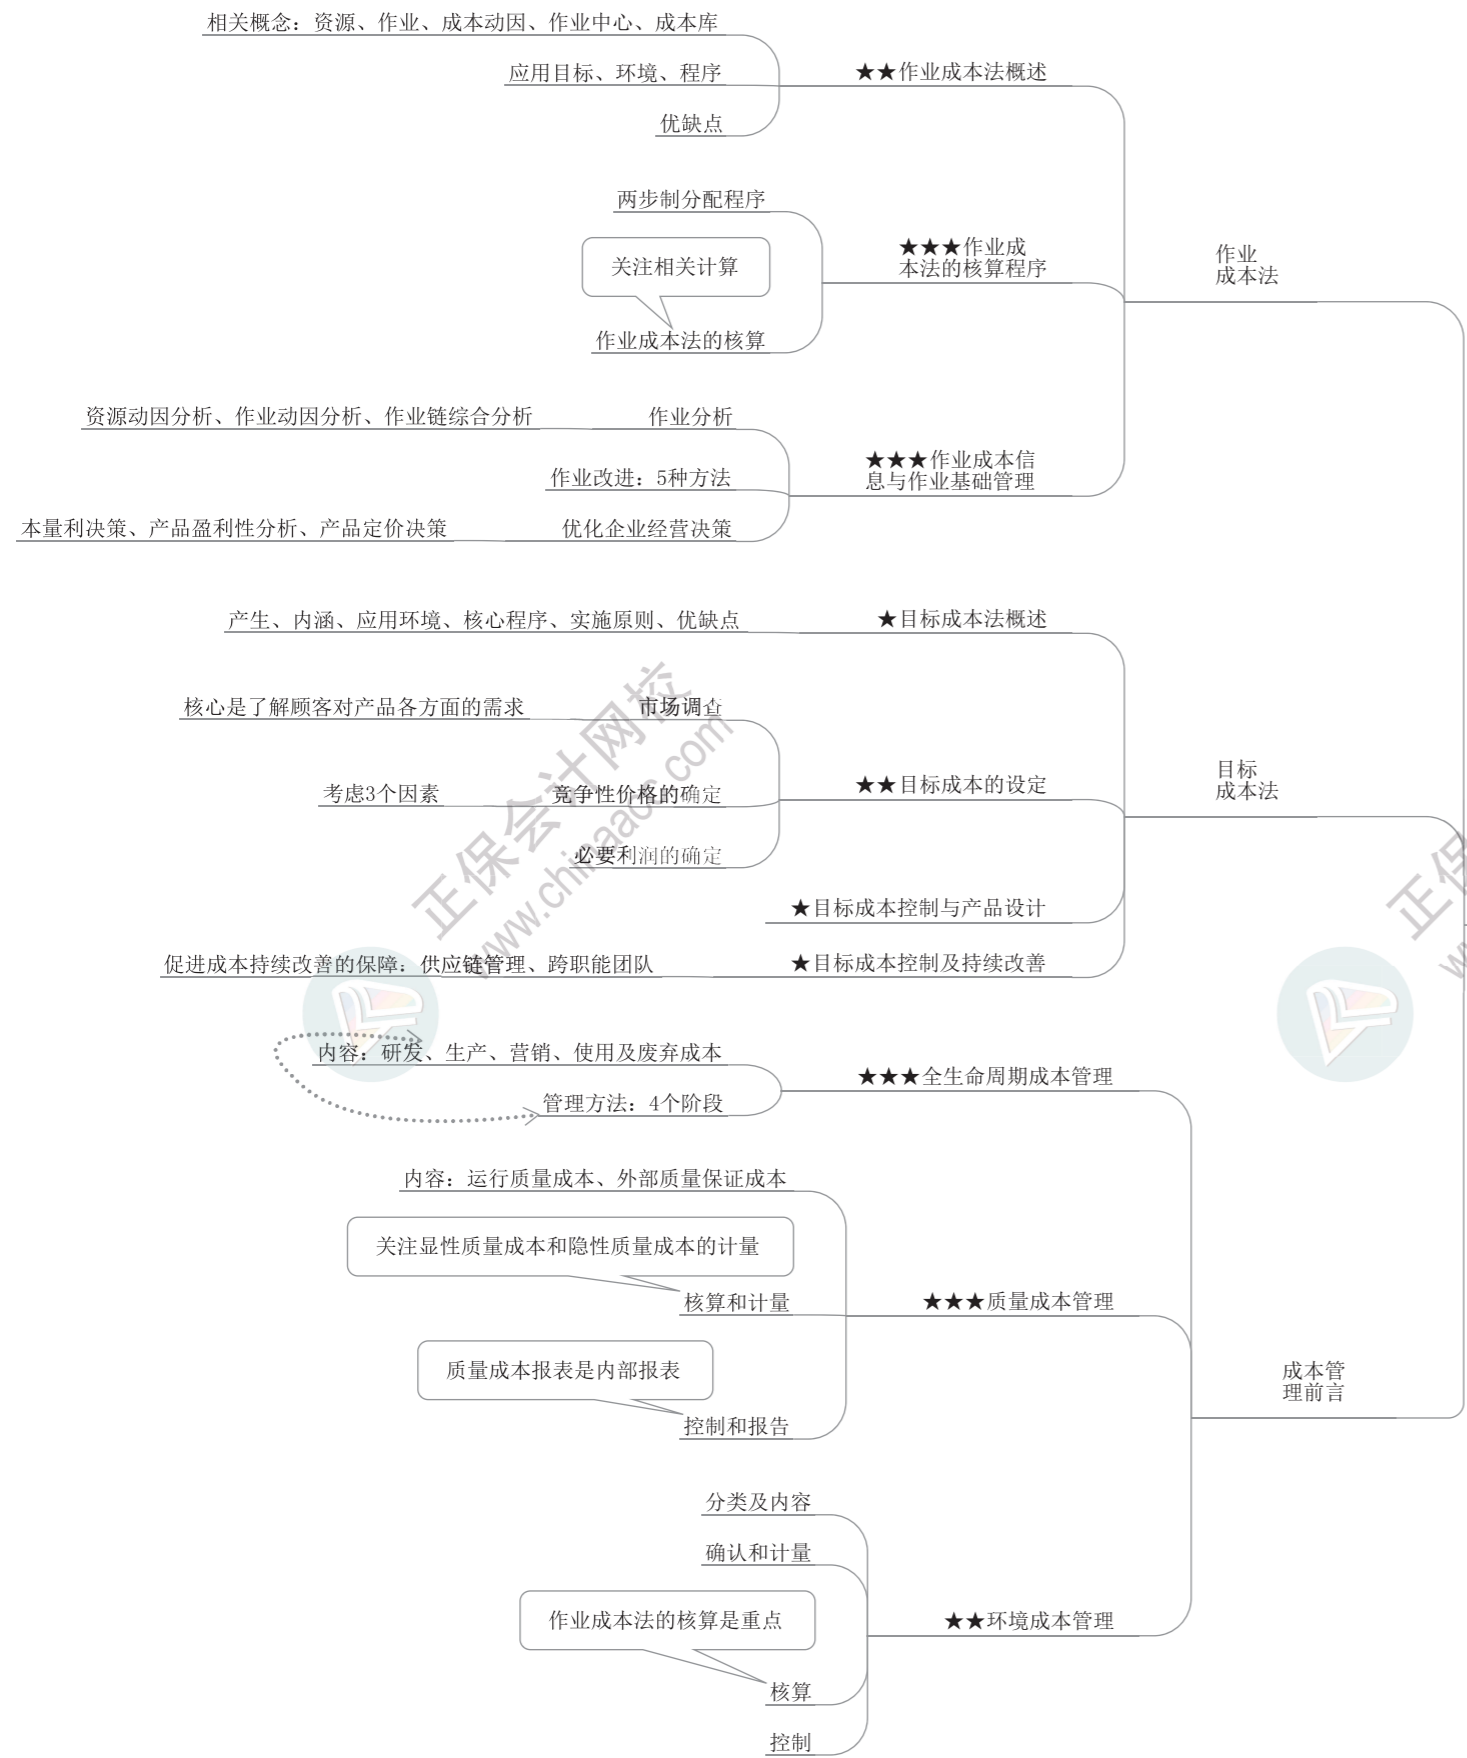 相关概念：资源、作业、成本动因、作业中心、成本库
应用目标、环境、程序
★★作业成本法概述
优缺点
两步制分配程序
关注相关计算
★★★作业成
本法的核算程序
作业成本法的核算
作业
成本法
资源动因分析、作业动因分析、作业链综合分析
作业分析
作业改进：5种方法
★★★作业成本信
息与作业基础管理
本量利决策、产品盈利性分析、产品定价决策
优化企业经营决策
产生、内涵、应用环境、核心程序、实施原则、优缺点
★目标成本法概述
核心是了解顾客对产品各方面的需求
市场调查
考虑3个因素
竞争性价格的确定
★★目标成本的设定
必要利润的确定
目标
成本法
★目标成本控制与产品设计
促进成本持续改善的保障：供应链管理、跨职能团队
★目标成本控制及持续改善
内容：研发、生产、营销、使用及废弃成本
★★★全生命周期成本管理
管理方法：4个阶段
内容：运行质量成本、外部质量保证成本
关注显性质量成本和隐性质量成本的计量
核算和计量
★★★质量成本管理
质量成本报表是内部报表
控制和报告
成本管
理前言
分类及内容
确认和计量
作业成本法的核算是重点
★★环境成本管理
核算
控制
正保会计网校
www.chinaacc.com
正保
w